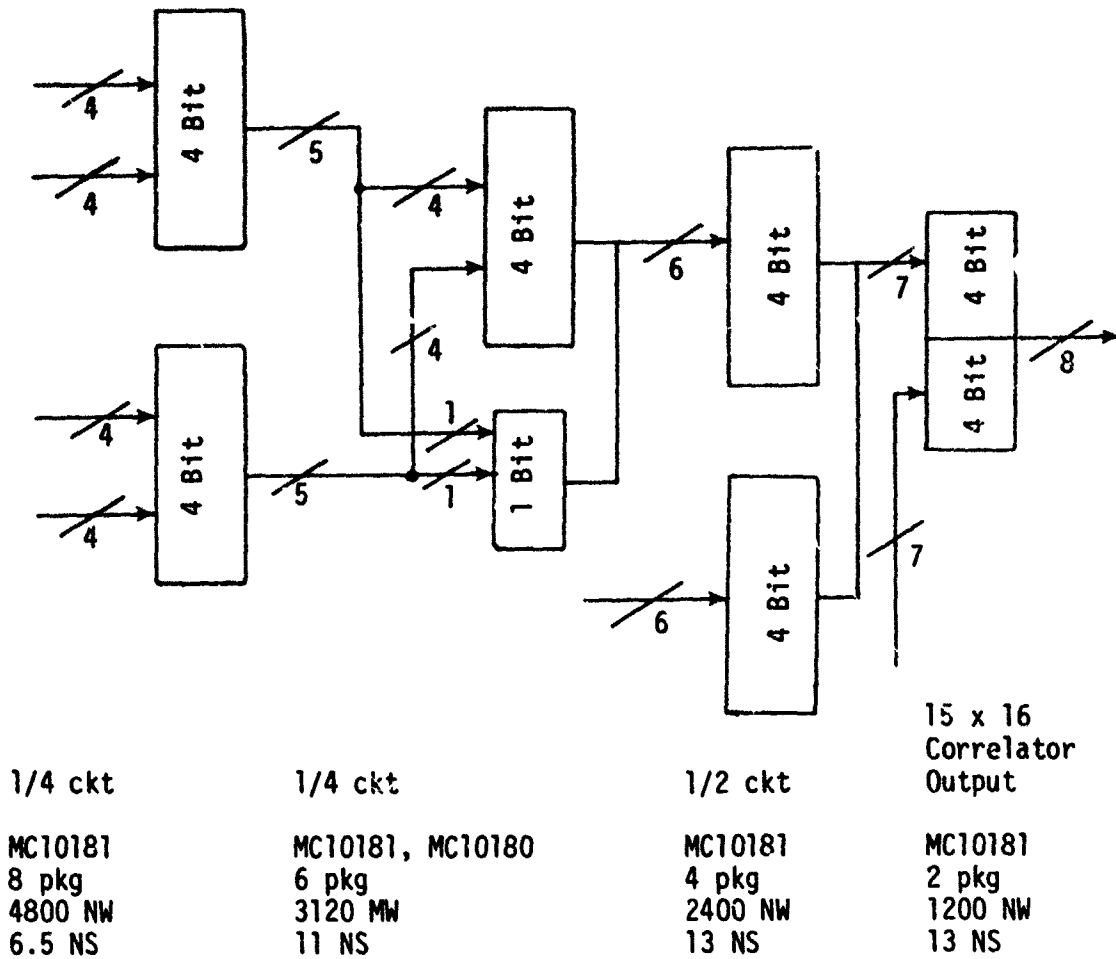 4
4
4 Bit
5
4
4 Bit
4
6
4 Bit
7
4 Bit
4 Bit
8
4
4
4 Bit
5
1
1
1 Bit
6
4 Bit
7
15 x 16
Correlator
Output
1/4 ckt
1/4 ckt
1/2 ckt
MC10181
8 pkg
4800 NW
6.5 NS
MC10181, MC10180
6 pkg
3120 MW
11 NS
MC10181
4 pkg
2400 NW
13 NS
MC10181
2 pkg
1200 NW
13 NS